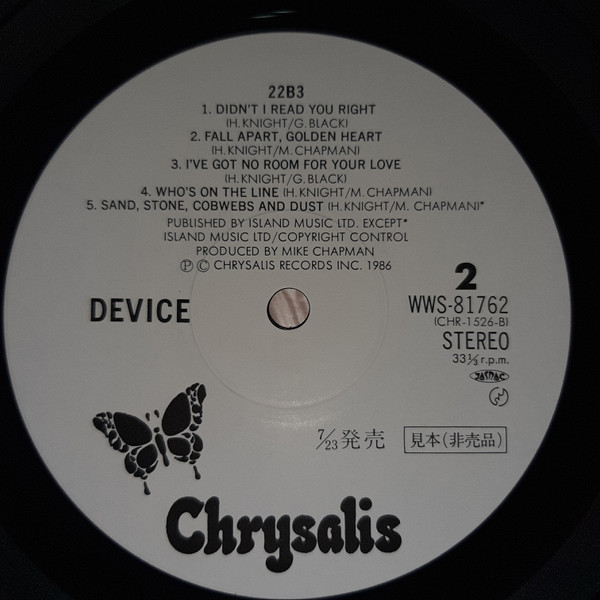 22B3
1. DIDN'T I READ YOU RIGHT
(H.KNIGHT/G.BLACK)
2. FALL APART, GOLDEN HEART
(H.KNIGHT/M.CHAPMAN)
3. I'VE GOT NO ROOM FOR YOUR LOVE
(H.KNIGHT/G.BLACK)
4. WHO'S ON THE LINE (H.KNIGHT/M.CHAPMAN)
5. SAND, STONE, COBWEBS AND DUST (H.KNIGHT/M. CHAPMAN)*
PUBLISHED BY ISLAND MUSIC LTD. EXCEPT*
ISLAND MUSIC LTD/COPYRIGHT CONTROL
PRODUCED BY MIKE CHAPMAN
Ⓟ © CHRYSALIS RECORDS INC. 1986
2
DEVICE
WWS-81762
(CHR-1526-B)
STEREO
33⅓ r.p.m.
JASRAC
7/23発売
見本(非売品)
Chrysalis